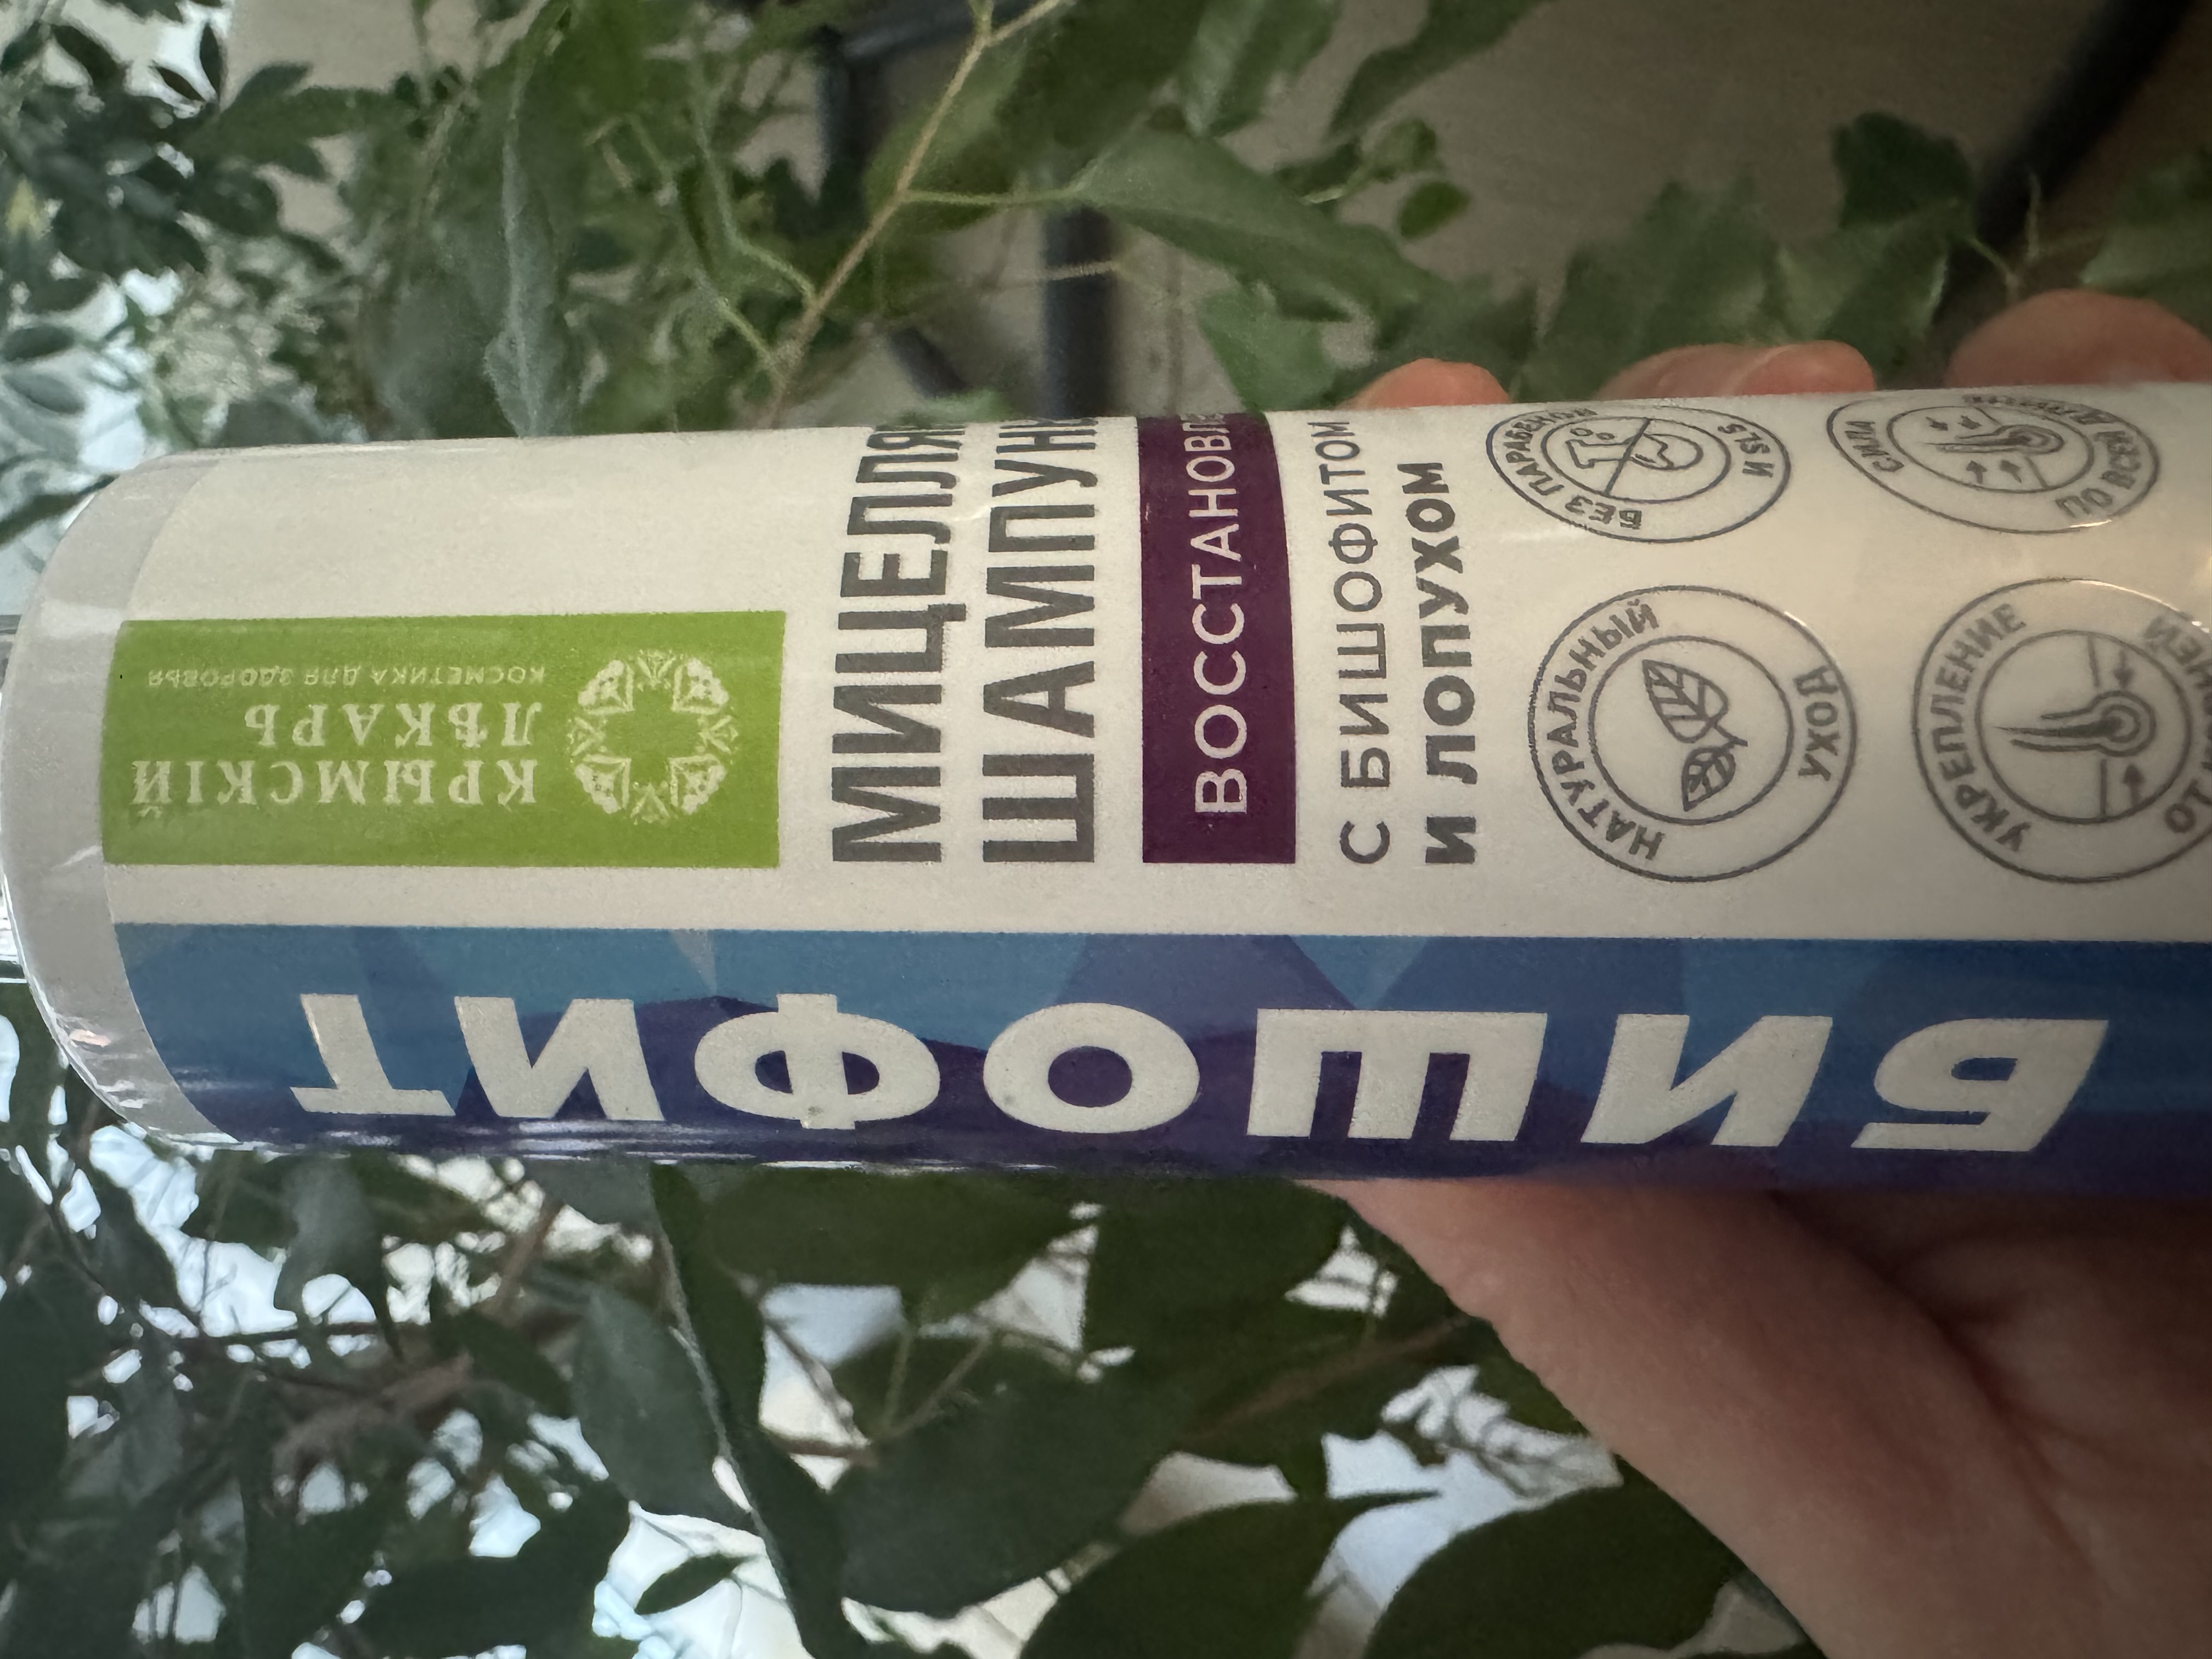 БИШОФИТ
КРЫМСКIЙ
ЛѢКАРЬ
КОСМЕТИКА ДЛЯ ЗДОРОВЬЯ
МИЦЕЛЛЯ
ШАМПУН
ВОССТАНОВЛ
С БИШОФИТОМ
И ЛОПУХОМ
НАТУРАЛЬНЫЙ
УХОД
БЕЗ ПАРАБЕНОВ
И SLS
УКРЕПЛЕНИЕ
ОТ
СИЛА
ПО ВСЕЙ ДЛИНЕ